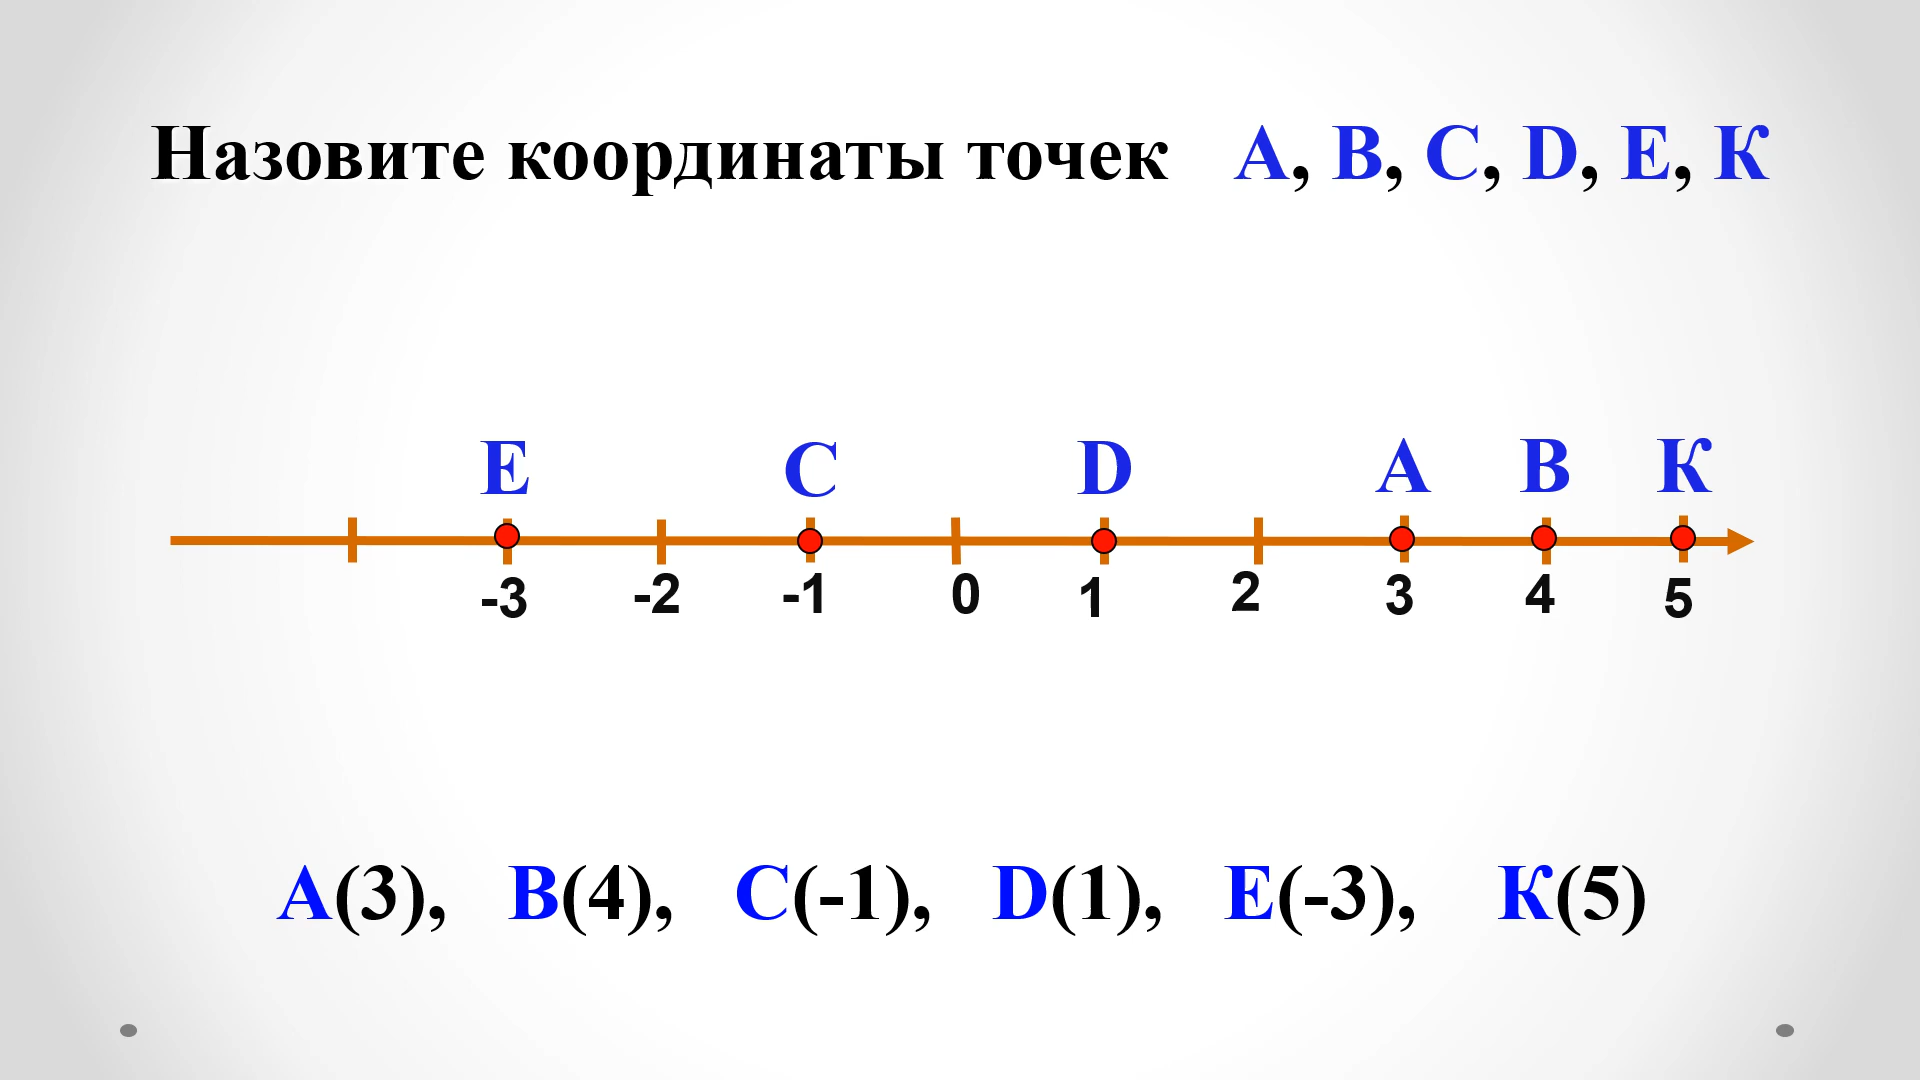 Назовите координаты точек А, В, С, D, Е, К
Е С D А В К
-3 -2 -1 0 1 2 3 4 5
А(3), В(4), С(-1), D(1), Е(-3), К(5)